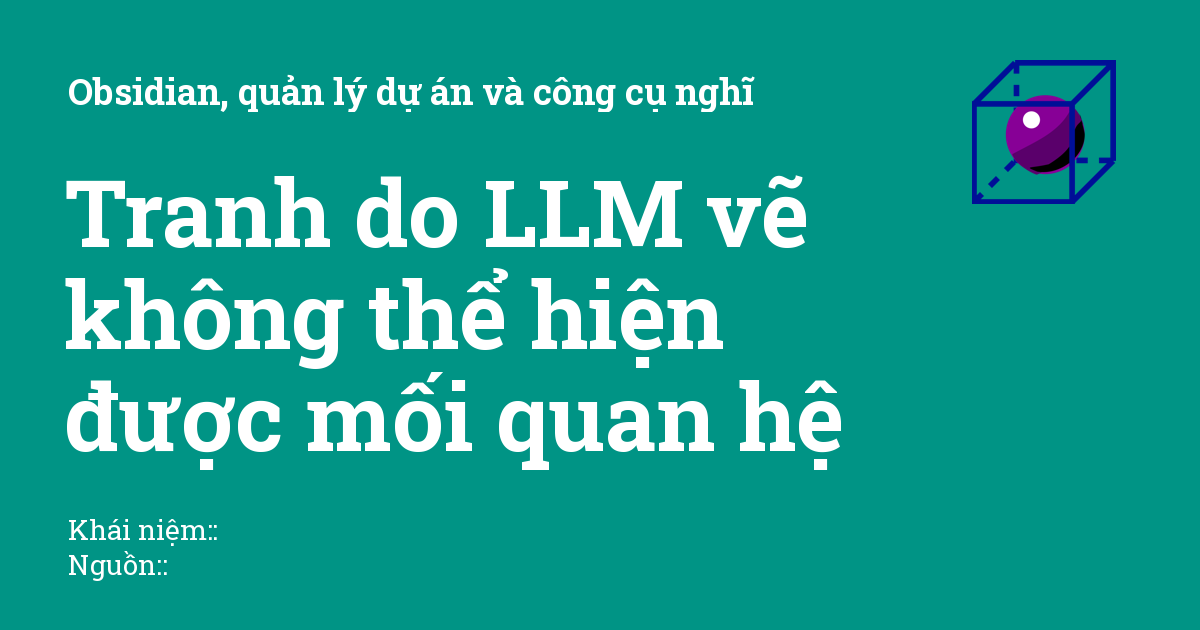 Obsidian, quản lý dự án và công cụ nghĩ
Tranh do LLM vẽ
không thể hiện
được mối quan hệ
Khái niệm::
Nguồn::